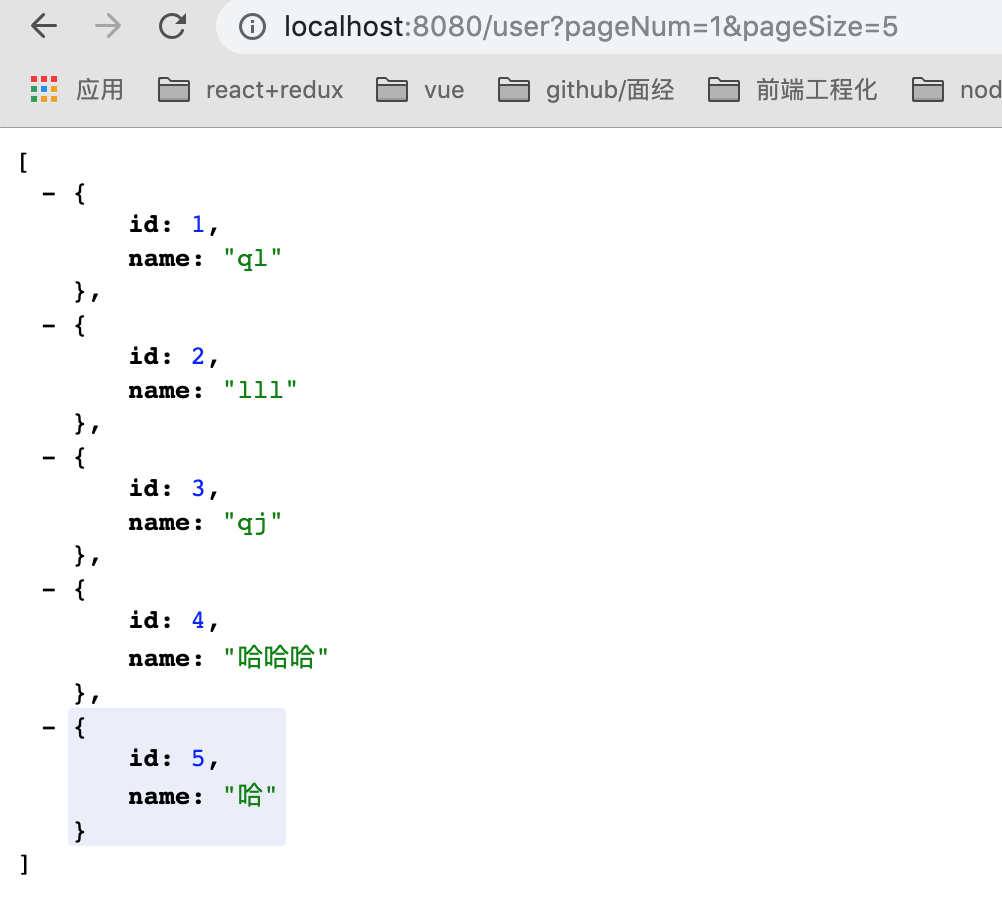 localhost:8080/user?pageNum=1&pageSize=5
应用 react+redux vue github/面经 前端工程化 nod
[
- {
id: 1,
name: "ql"
},
- {
id: 2,
name: "lll"
},
- {
id: 3,
name: "qj"
},
- {
id: 4,
name: "哈哈哈"
},
- {
id: 5,
name: "哈"
}
]